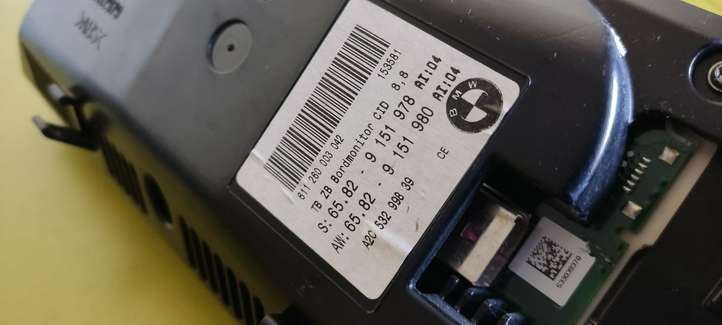 811 260 003 042
153581
TB ZB Bordmonitor CID 8,8
S: 65.82 - 9 151 978 AI:04
AW: 65.82 - 9 151 980 AI:04
A2C 532 998 39
CE
BMW